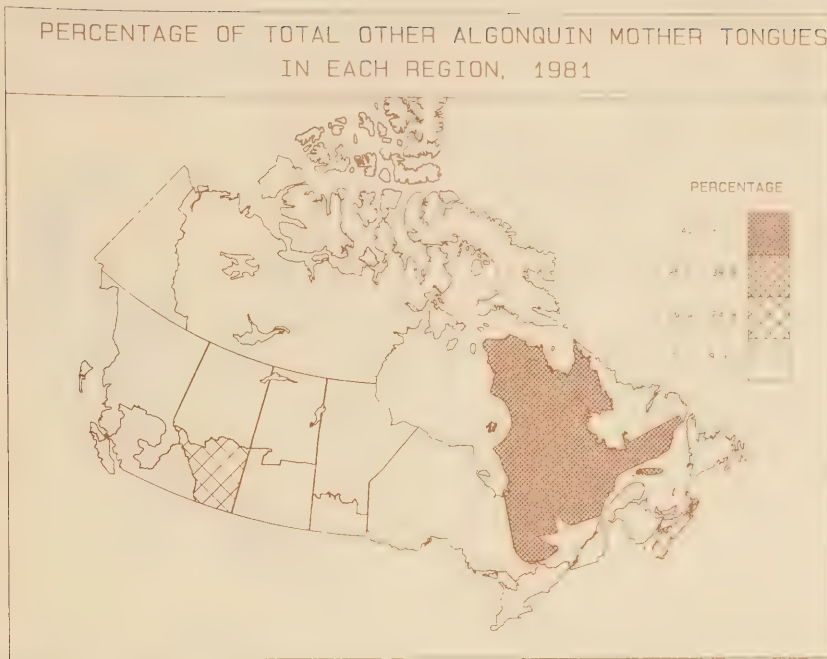 PERCENTAGE OF TOTAL OTHER ALGONQUIN MOTHER TONGUES
IN EACH REGION, 1981
PERCENTAGE